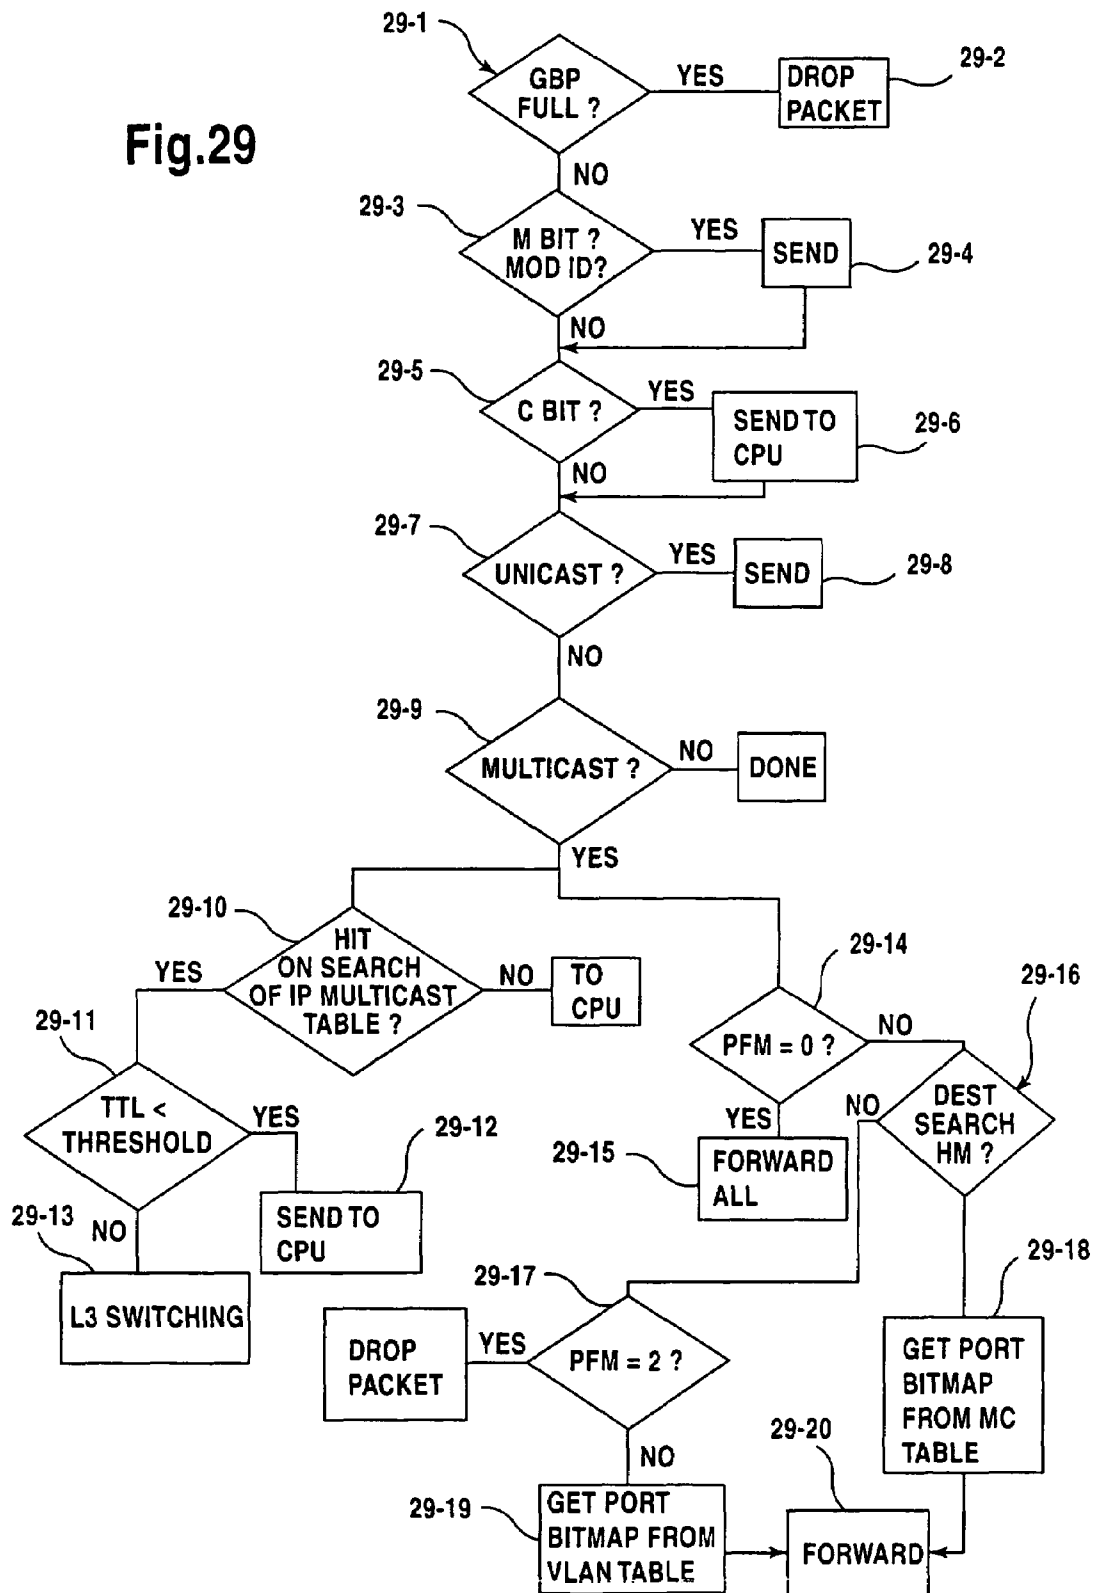 29-1
GBP
FULL ?
YES
DROP
PACKET
29-2
Fig.29
NO
29-3
M BIT ?
MOD ID?
YES
SEND
29-4
NO
29-5
C BIT ?
YES
SEND TO
CPU
29-6
NO
29-7
UNICAST ?
YES
SEND
29-8
NO
29-9
MULTICAST ?
NO
DONE
YES
29-10
HIT
ON SEARCH
OF IP MULTICAST
TABLE ?
YES
NO
TO
CPU
29-11
TTL <
THRESHOLD
YES
29-12
SEND TO
CPU
NO
29-13
L3 SWITCHING
29-14
PFM = 0 ?
NO
YES
29-15
FORWARD
ALL
29-16
DEST
SEARCH
HM ?
NO
29-17
PFM = 2 ?
YES
DROP
PACKET
NO
29-18
GET PORT
BITMAP
FROM MC
TABLE
29-19
GET PORT
BITMAP FROM
VLAN TABLE
29-20
FORWARD